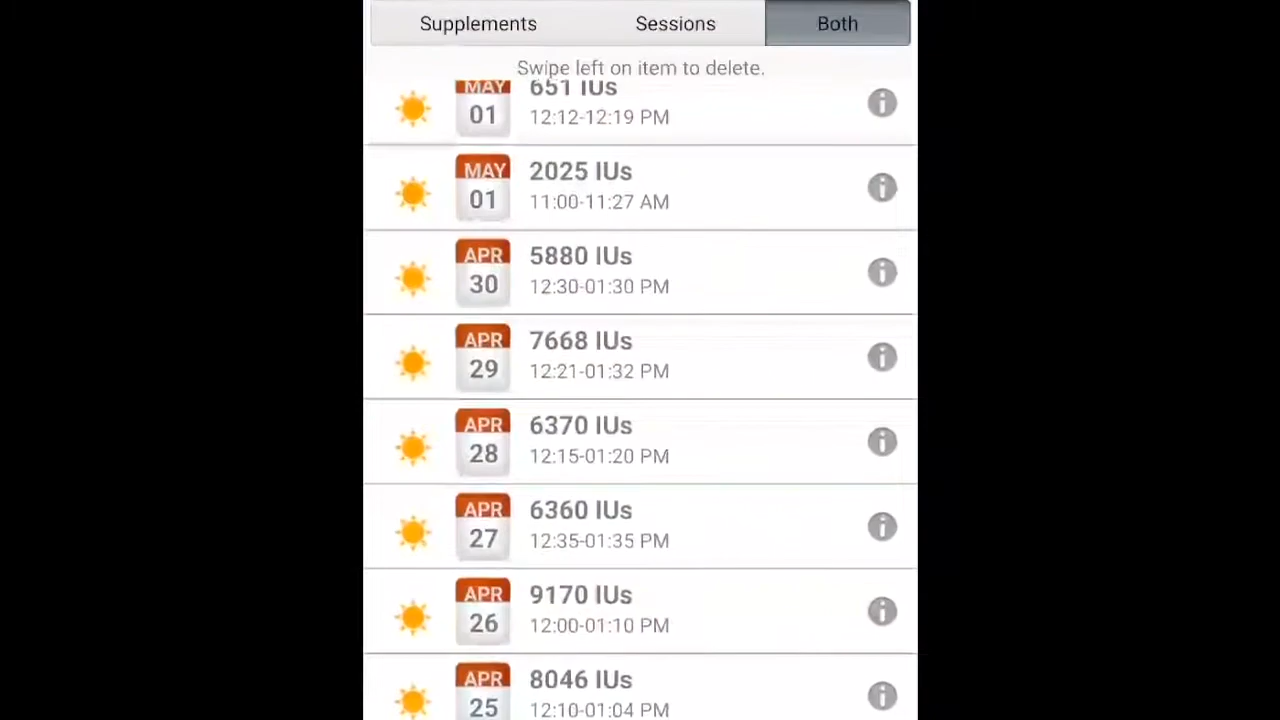 Supplements Sessions Both
Swipe left on item to delete.
MAY 01 651 IUs
12:12-12:19 PM
MAY 01 2025 IUs
11:00-11:27 AM
APR 30 5880 IUs
12:30-01:30 PM
APR 29 7668 IUs
12:21-01:32 PM
APR 28 6370 IUs
12:15-01:20 PM
APR 27 6360 IUs
12:35-01:35 PM
APR 26 9170 IUs
12:00-01:10 PM
APR 25 8046 IUs
12:10-01:04 PM